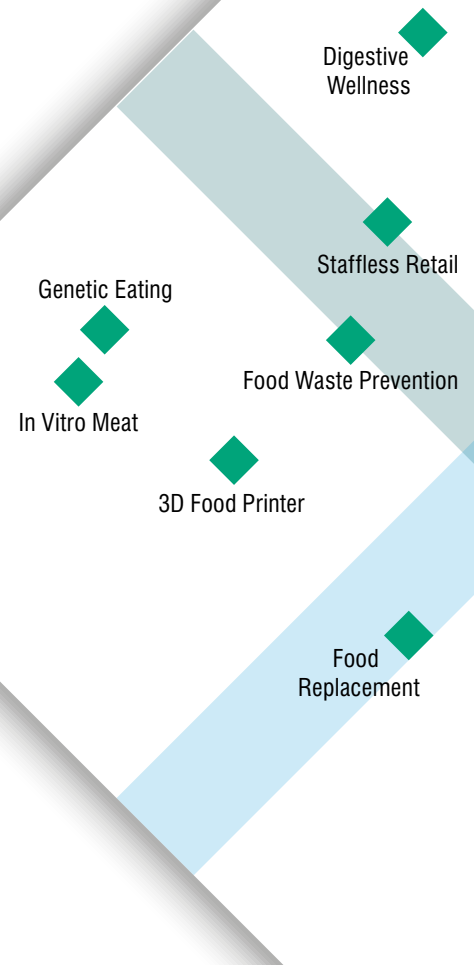 Digestive
Wellness
Staffless Retail
Genetic Eating
Food Waste Prevention
In Vitro Meat
3D Food Printer
Food
Replacement